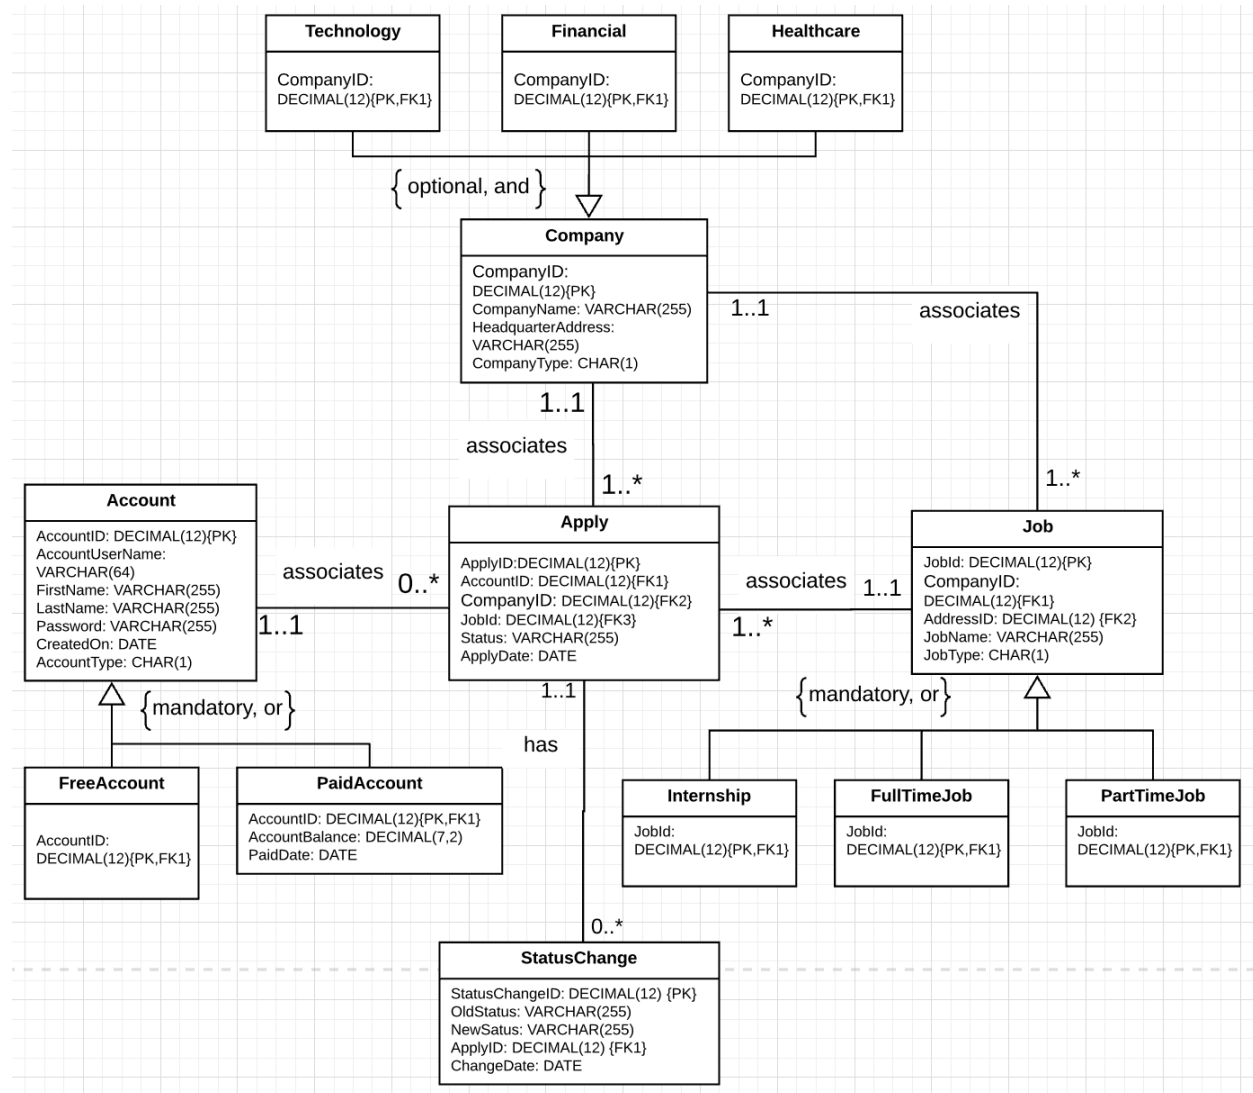 Technology
CompanyID:
DECIMAL(12){PK,FK1}
Financial
CompanyID:
DECIMAL(12){PK,FK1}
Healthcare
CompanyID:
DECIMAL(12){PK,FK1}
{ optional, and }
Company
CompanyID:
DECIMAL(12){PK}
CompanyName: VARCHAR(255)
HeadquarterAddress:
VARCHAR(255)
CompanyType: CHAR(1)
1..1
associates
1..*
1..1
associates
1..*
Account
AccountID: DECIMAL(12){PK}
AccountUserName:
VARCHAR(64)
FirstName: VARCHAR(255)
LastName: VARCHAR(255)
Password: VARCHAR(255)
CreatedOn: DATE
AccountType: CHAR(1)
associates
0..*
1..1
Apply
ApplyID:DECIMAL(12){PK}
AccountID: DECIMAL(12){FK1}
CompanyID: DECIMAL(12){FK2}
JobId: DECIMAL(12){FK3}
Status: VARCHAR(255)
ApplyDate: DATE
associates
1..1
1..*
Job
JobId: DECIMAL(12){PK}
CompanyID:
DECIMAL(12){FK1}
AddressID: DECIMAL(12) {FK2}
JobName: VARCHAR(255)
JobType: CHAR(1)
{mandatory, or}
FreeAccount
AccountID:
DECIMAL(12){PK,FK1}
PaidAccount
AccountID: DECIMAL(12){PK,FK1}
AccountBalance: DECIMAL(7,2)
PaidDate: DATE
1..1
has
0..*
{mandatory, or}
Internship
JobId:
DECIMAL(12){PK,FK1}
FullTimeJob
JobId:
DECIMAL(12){PK,FK1}
PartTimeJob
JobId:
DECIMAL(12){PK,FK1}
StatusChange
StatusChangeID: DECIMAL(12) {PK}
OldStatus: VARCHAR(255)
NewSatus: VARCHAR(255)
ApplyID: DECIMAL(12) {FK1}
ChangeDate: DATE